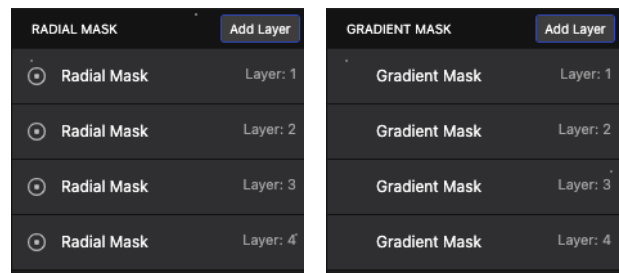 RADIAL MASK Add Layer
Radial Mask Layer: 1
Radial Mask Layer: 2
Radial Mask Layer: 3
Radial Mask Layer: 4
GRADIENT MASK Add Layer
Gradient Mask Layer: 1
Gradient Mask Layer: 2
Gradient Mask Layer: 3
Gradient Mask Layer: 4